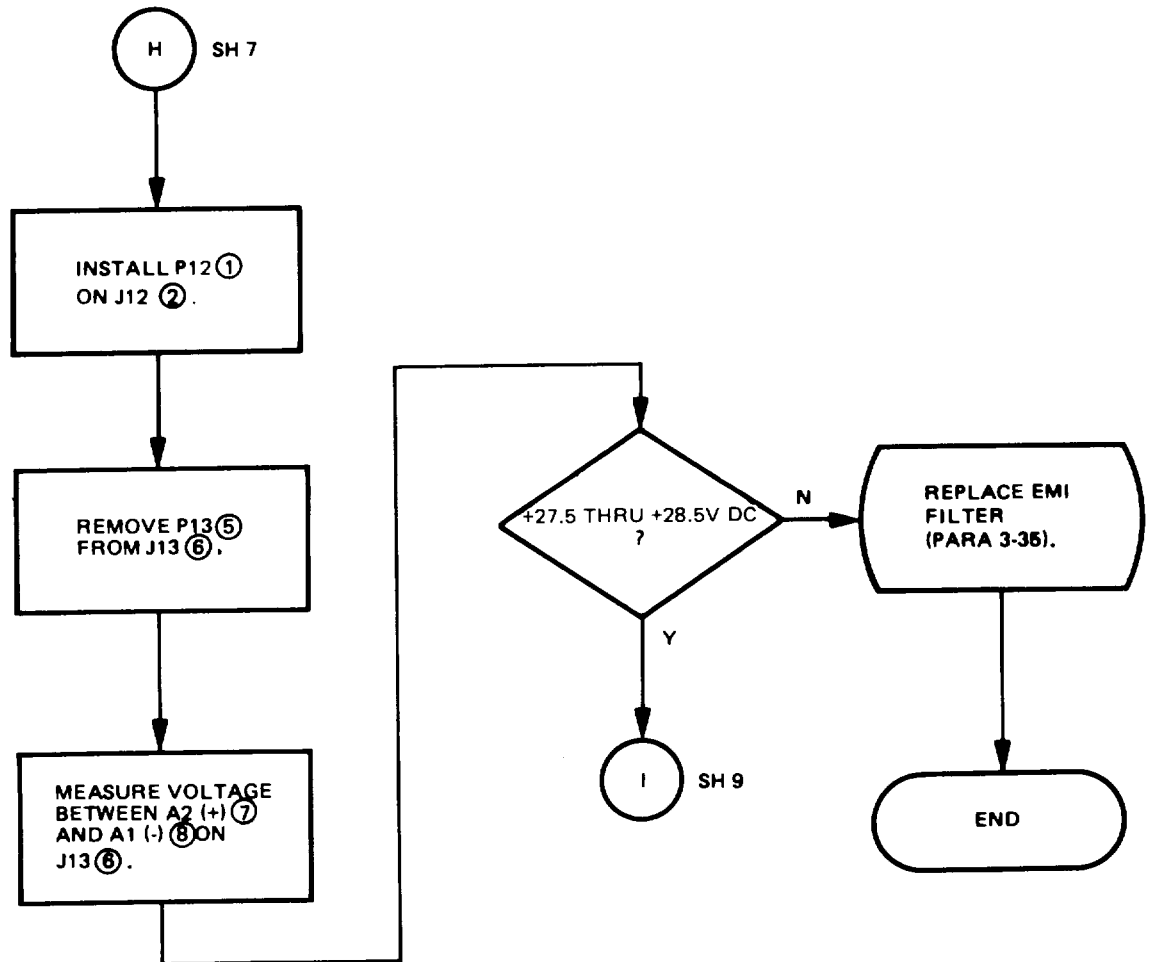 H SH 7
INSTALL P12 ①
ON J12 ②.
REMOVE P13 ⑤
FROM J13 ⑥.
MEASURE VOLTAGE
BETWEEN A2 (+) ⑦
AND A1 (-) ⑧ ON
J13 ⑥.
+27.5 THRU +28.5V DC
?
N
Y
I SH 9
REPLACE EMI
FILTER
(PARA 3-35).
END